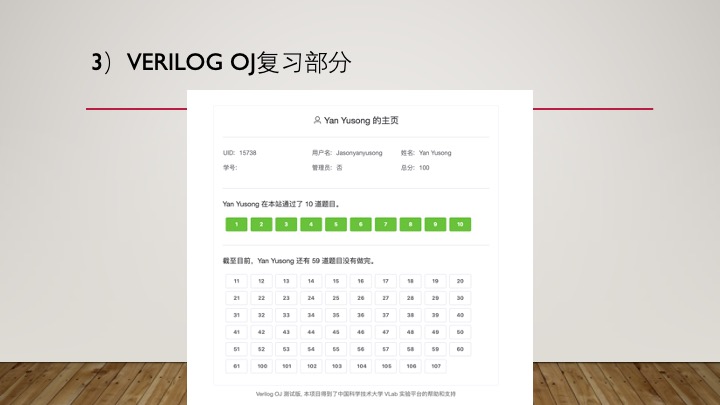 3）VERILOG OJ复习部分
Yan Yusong 的主页
UID: 15738 用户名: Jasonyanyusong 姓名: Yan Yusong
学号: 管理员: 否 总分: 100
Yan Yusong 在本站通过了 10 道题目。
1 2 3 4 5 6 7 8 9 10
截至目前，Yan Yusong 还有 59 道题目没有做完。
11 12 13 14 15 16 17 18 19 20
21 22 23 24 25 26 27 28 29 30
31 32 33 34 35 36 37 38 39 40
41 42 43 44 45 46 47 48 49 50
51 52 53 54 55 56 57 58 59 60
61 100 101 102 103 104 105 106 107
Verilog OJ 测试版, 本项目得到了中国科学技术大学 VLab 实验平台的帮助和支持